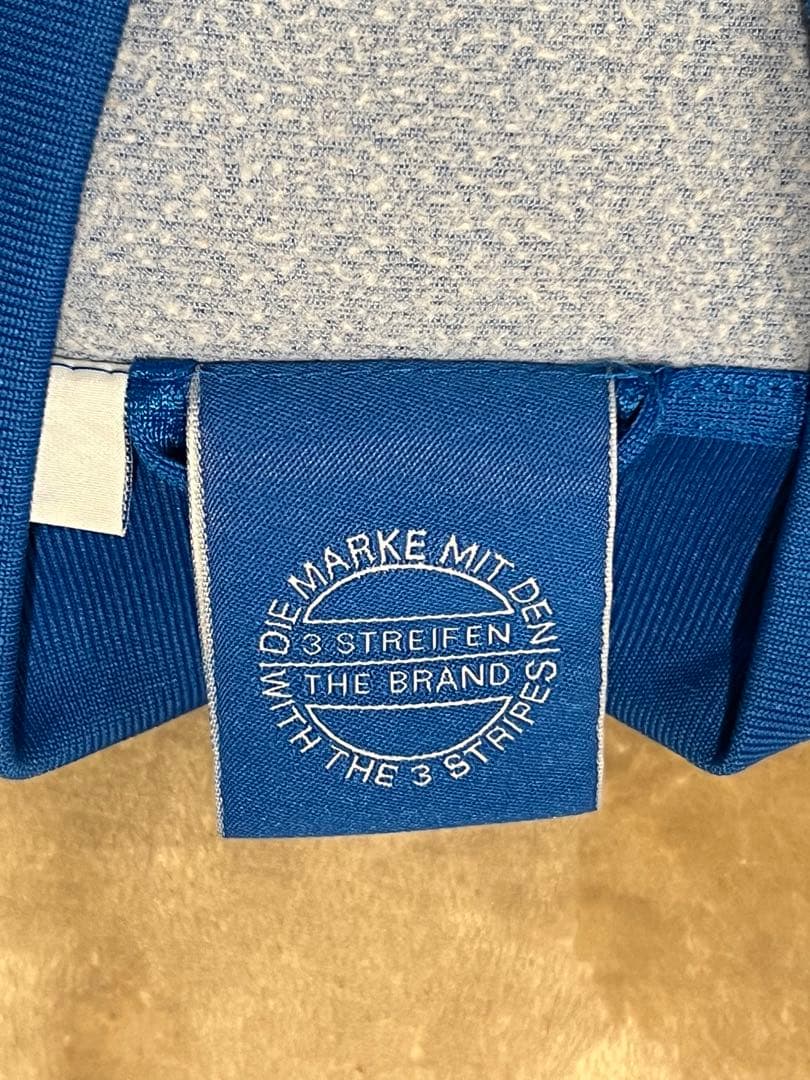 DIE MARKE MIT DEN
3 STREIFEN
THE BRAND
WITH THE 3 STRIPES